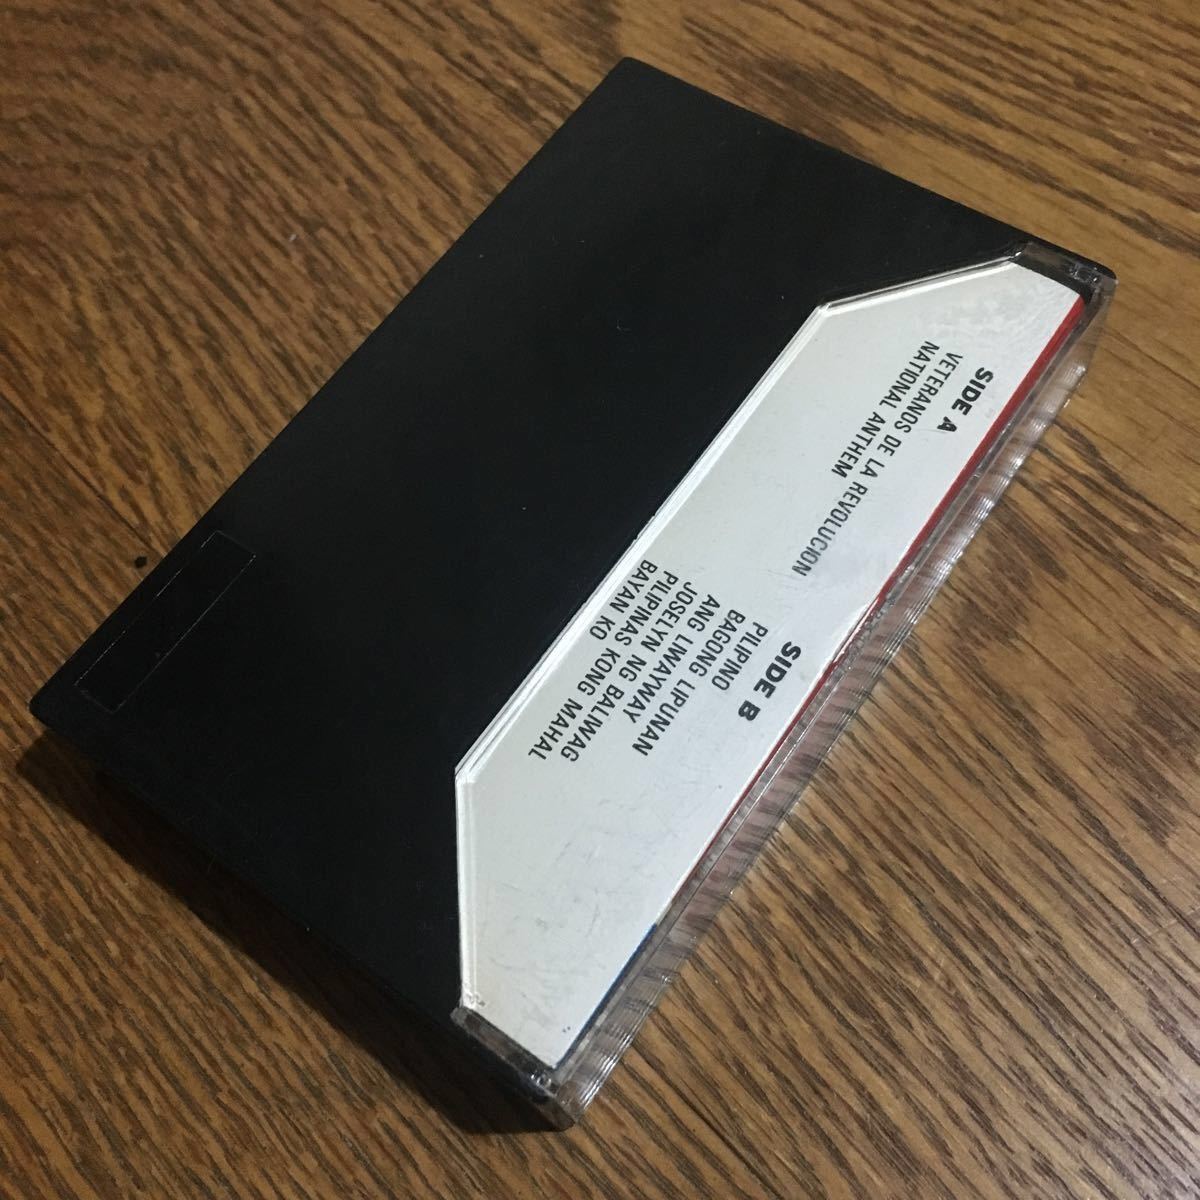 SIDE A
VETERANOS DE LA REVOLUCION
NATIONAL ANTHEM
SIDE B
PILIPINO
BAGONG LIPUNAN
ANG LIWAYWAY
JOSELYN NG BALIWAG
PILIPINAS KONG MAHAL
BAYAN KO